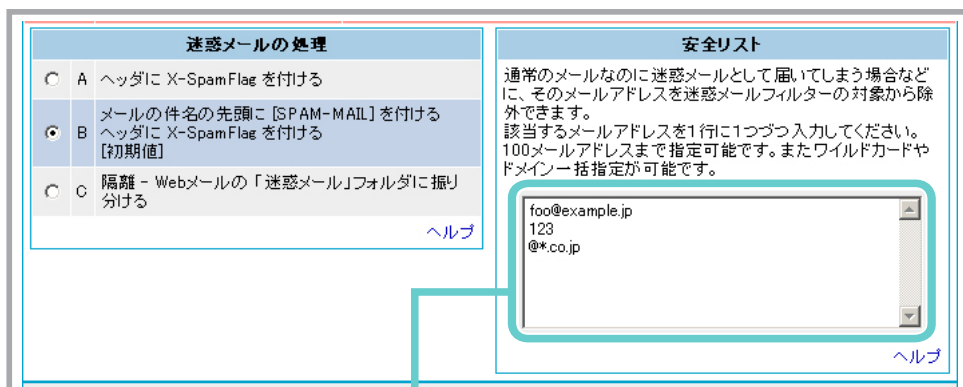 迷惑メールの処理
A ヘッダに X-SpamFlag を付ける
B メールの件名の先頭に [SPAM-MAIL] を付ける
ヘッダに X-SpamFlag を付ける
[初期値]
C 隔離 - Webメールの「迷惑メール」フォルダに振り
分ける
ヘルプ
安全リスト
通常のメールなのに迷惑メールとして届いてしまう場合など
に、そのメールアドレスを迷惑メールフィルターの対象から除
外できます。
該当するメールアドレスを1行に1つづつ入力してください。
100メールアドレスまで指定可能です。またワイルドカードや
ドメイン一括指定が可能です。
foo@example.jp
123
@*.co.jp
ヘルプ